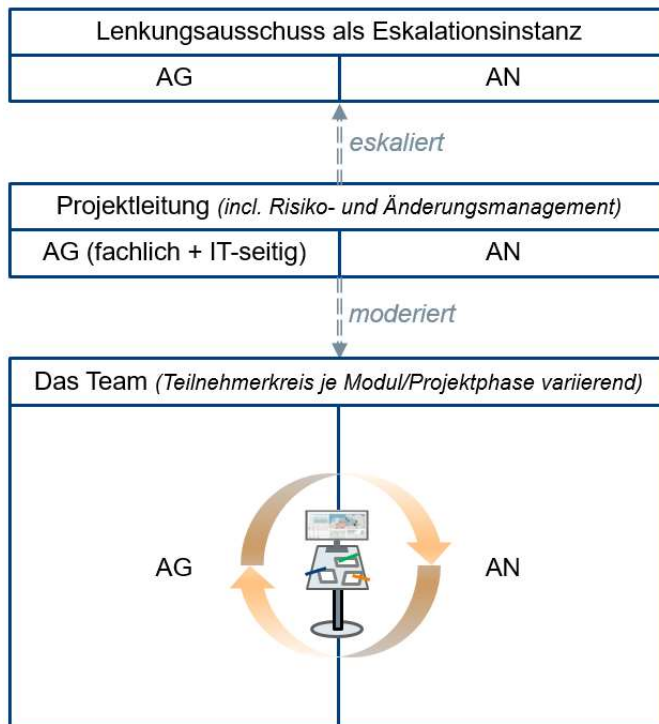 Lenkungsausschuss als Eskalationsinstanz
AG
AN
eskaliert
Projektleitung (incl. Risiko- und Änderungsmanagement)
AG (fachlich + IT-seitig)
AN
moderiert
Das Team (Teilnehmerkreis je Modul/Projektphase variierend)
AG
AN